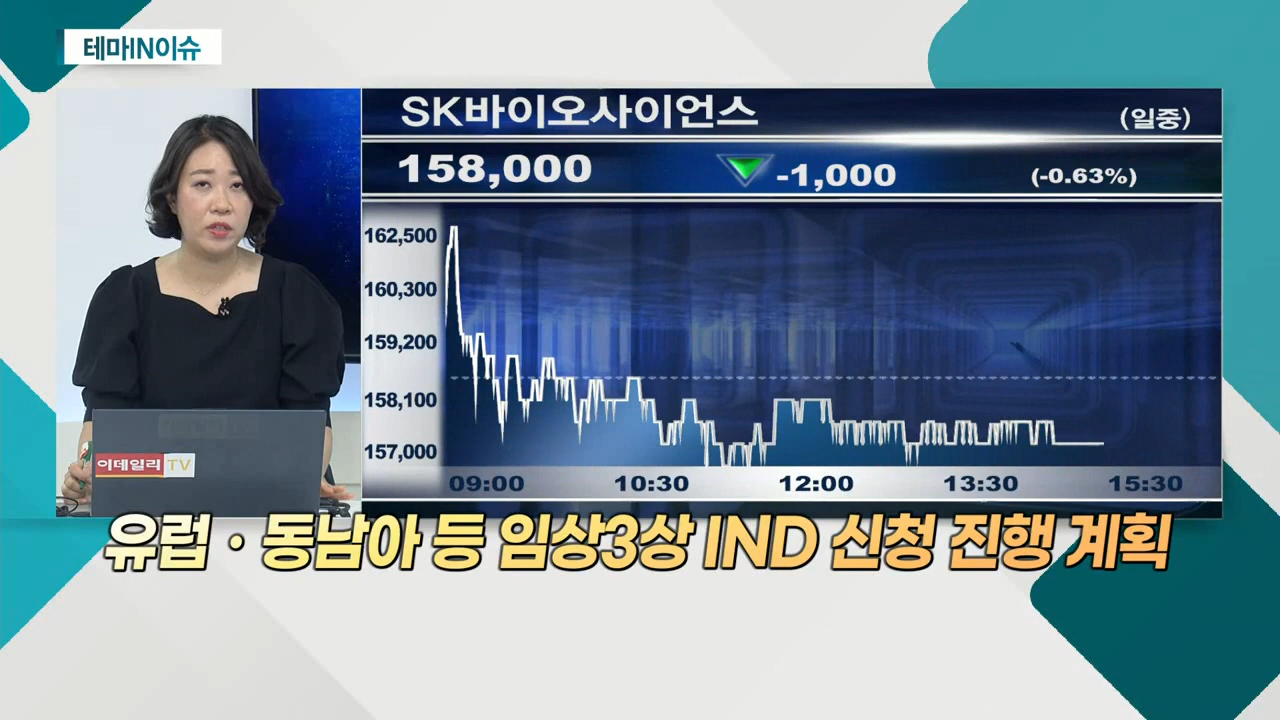 테마IN이슈
SK바이오사이언스 (일중)
158,000 -1,000 (-0.63%)
162,500
160,300
159,200
158,100
157,000
09:00 10:30 12:00 13:30 15:30
이데일리 TV
유럽·동남아 등 임상3상 IND 신청 진행 계획